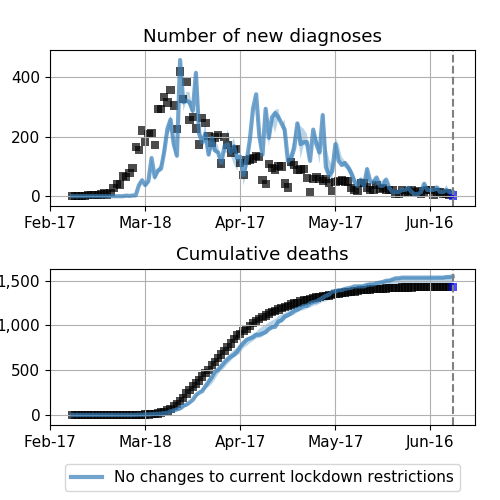 Number of new diagnoses
400
200
0
Feb-17 Mar-18 Apr-17 May-17 Jun-16
Cumulative deaths
1,500
1,000
500
0
Feb-17 Mar-18 Apr-17 May-17 Jun-16
No changes to current lockdown restrictions